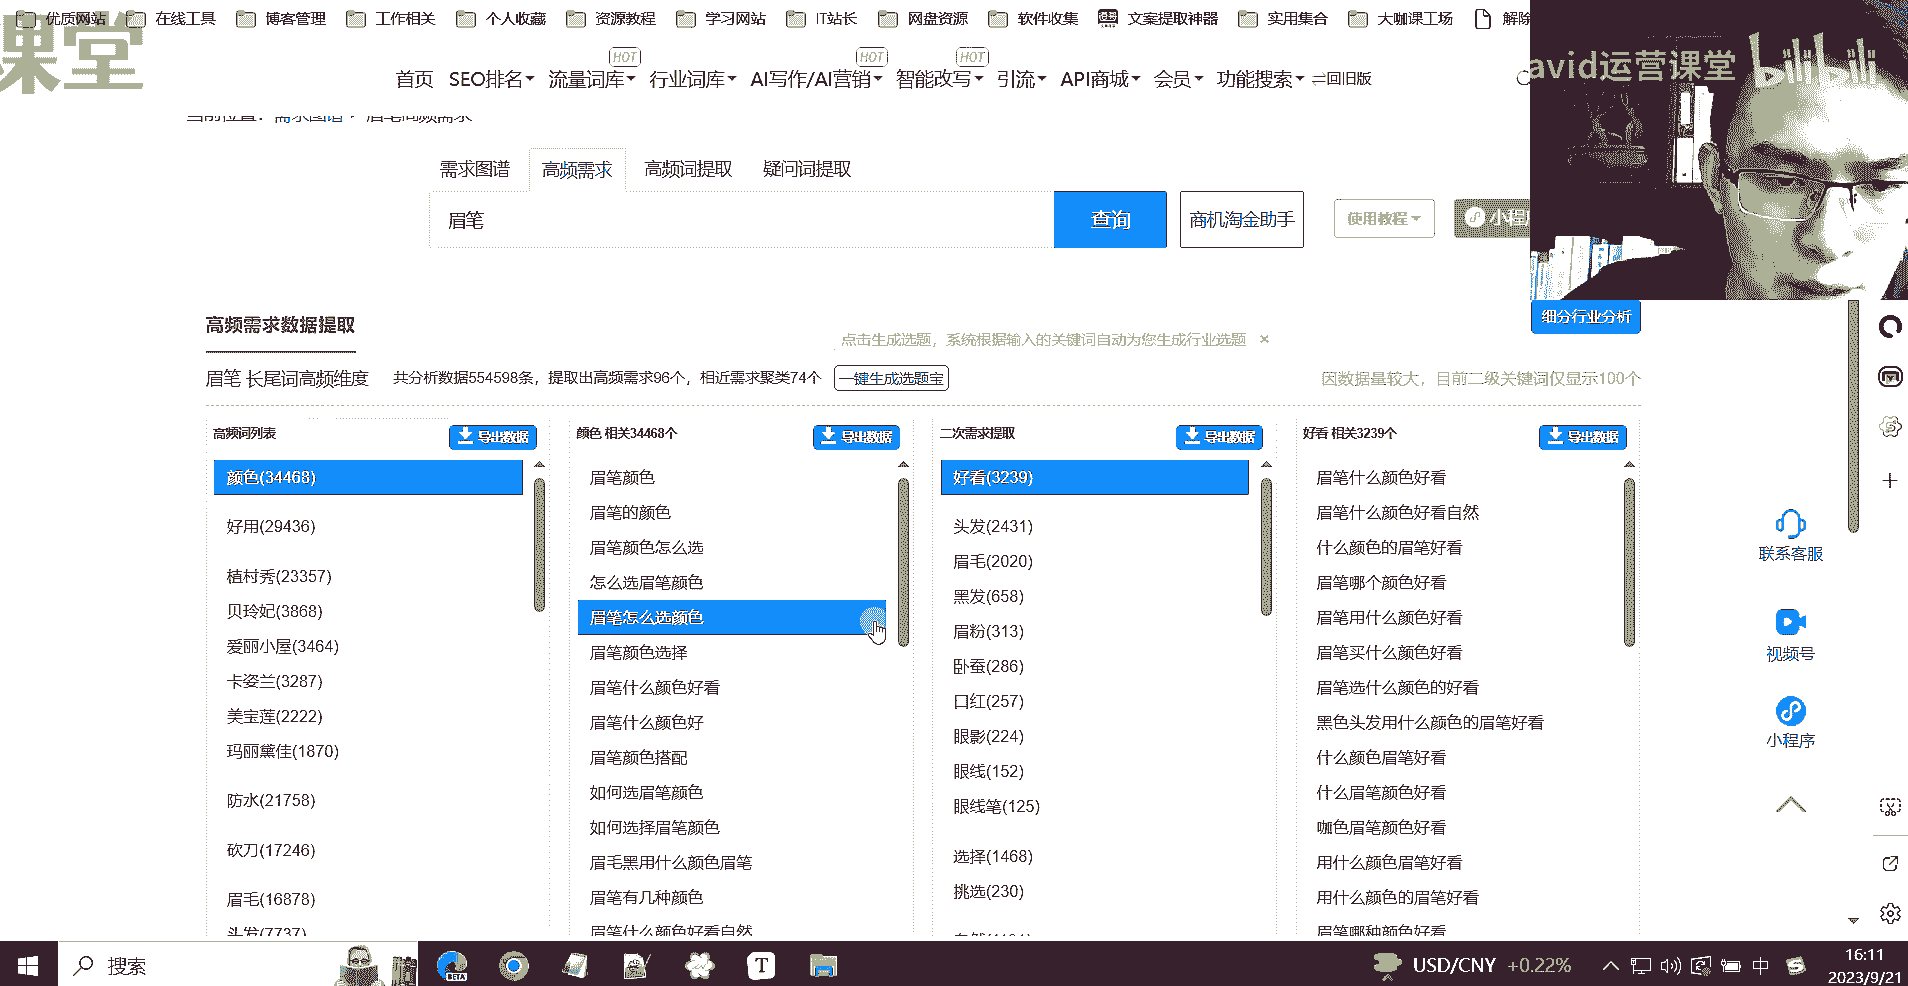 优质网站 在线工具 博客管理 工作相关 个人收藏 资源教程 学习网站 IT站长 网盘资源 软件收集 文案提取神器 实用集合 大咖课工场 解除
课堂
avid运营课堂 bilibili
HOT HOT HOT
首页 SEO排名 流量词库 行业词库 AI写作/AI营销 智能改写 引流 API商城 会员 功能搜索 回旧版
当前位置: 需求图谱 > 眉笔高频需求
需求图谱 高频需求 高频词提取 疑问词提取
眉笔 查询 商机淘金助手 使用教程 小程
细分行业分析
高频需求数据提取
点击生成选题，系统根据输入的关键词自动为您生成行业选题 ×
眉笔 长尾词高频维度 共分析数据554598条，提取出高频需求96个，相近需求聚类74个 一键生成选题宝 因数据量较大，目前二级关键词仅显示100个
高频词列表 导出数据
颜色(34468)
好用(29436)
植村秀(23357)
贝玲妃(3868)
爱丽小屋(3464)
卡姿兰(3287)
美宝莲(2222)
玛丽黛佳(1870)
防水(21758)
砍刀(17246)
眉毛(16878)
头发(7737)
颜色 相关34468个 导出数据
眉笔颜色
眉笔的颜色
眉笔颜色怎么选
怎么选眉笔颜色
眉笔怎么选颜色
眉笔颜色选择
眉笔什么颜色好看
眉笔什么颜色好
眉笔颜色搭配
如何选眉笔颜色
如何选择眉笔颜色
眉毛黑用什么颜色眉笔
眉笔有几种颜色
眉笔什么颜色好看自然
二次需求提取 导出数据
好看(3239)
头发(2431)
眉毛(2020)
黑发(658)
眉粉(313)
卧蚕(286)
口红(257)
眼影(224)
眼线(152)
眼线笔(125)
选择(1468)
挑选(230)
好看 相关3239个 导出数据
眉笔什么颜色好看
眉笔什么颜色好看自然
什么颜色的眉笔好看
眉笔哪个颜色好看
眉笔用什么颜色好看
眉笔买什么颜色好看
眉笔选什么颜色的好看
黑色头发用什么颜色的眉笔好看
什么颜色眉笔好看
什么眉笔颜色好看
咖色眉笔颜色好看
用什么颜色眉笔好看
用什么颜色的眉笔好看
眉笔哪种颜色好看
联系客服
视频号
小程序
搜索 BETA T USD/CNY +0.22% 中 16:11
2023/9/21